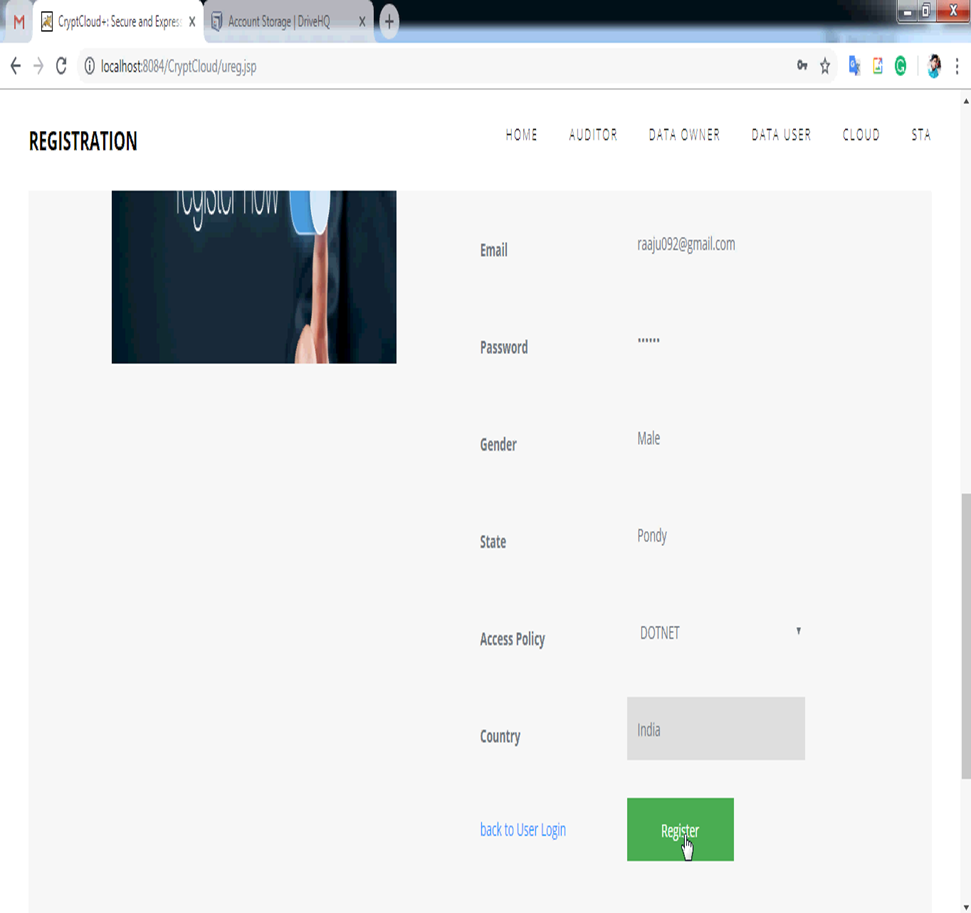 M
CryptCloud+: Secure and Expres
Account Storage | DriveHQ
localhost:8084/CryptCloud/ureg.jsp
REGISTRATION
HOME AUDITOR DATA OWNER DATA USER CLOUD STA
register now
Email raaju092@gmail.com
Password ••••••
Gender Male
State Pondy
Access Policy DOTNET
Country India
back to User Login Register